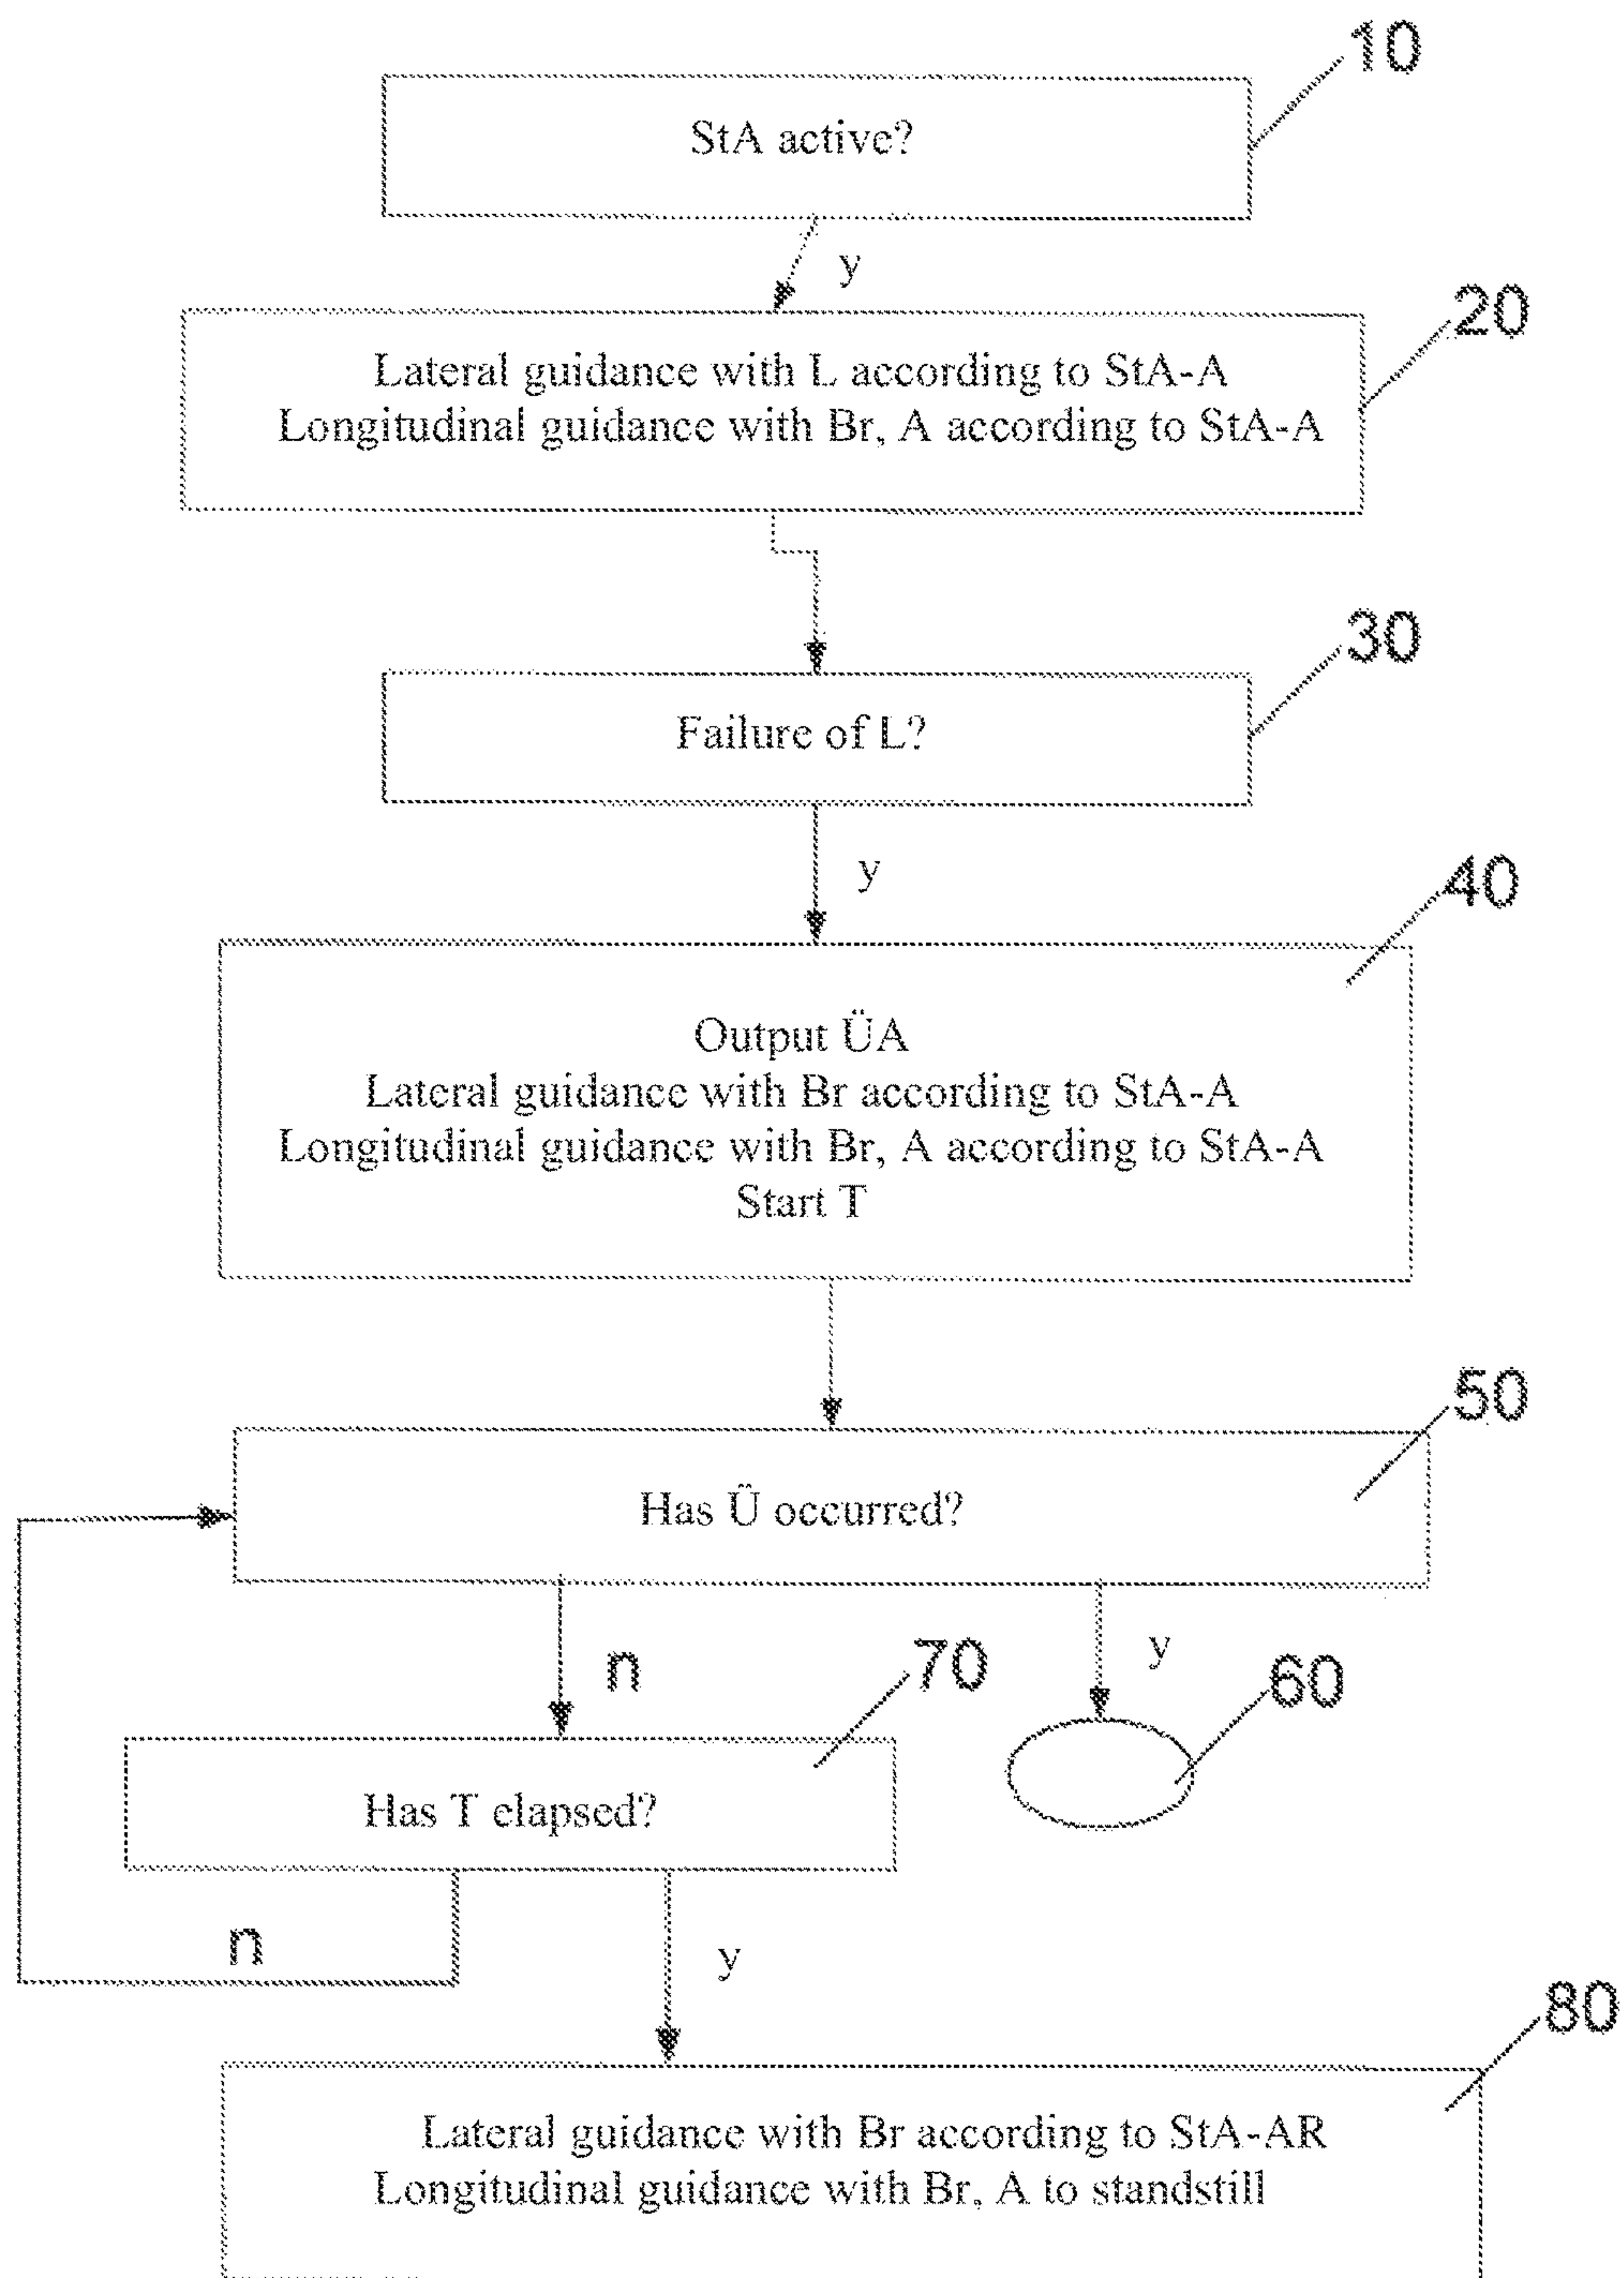 10
StA active?
y
20
Lateral guidance with L according to StA-A
Longitudinal guidance with Br, A according to StA-A
30
Failure of L?
y
40
Output ÜA
Lateral guidance with Br according to StA-A
Longitudinal guidance with Br, A according to StA-A
Start T
50
Has Ü occurred?
n
y
70
60
Has T elapsed?
n
y
80
Lateral guidance with Br according to StA-AR
Longitudinal guidance with Br, A to standstill